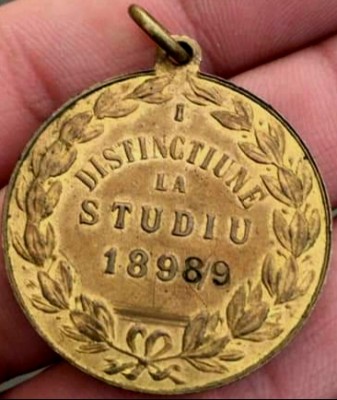 I
DISTINCTIUNE
LA
STUDIU
18989